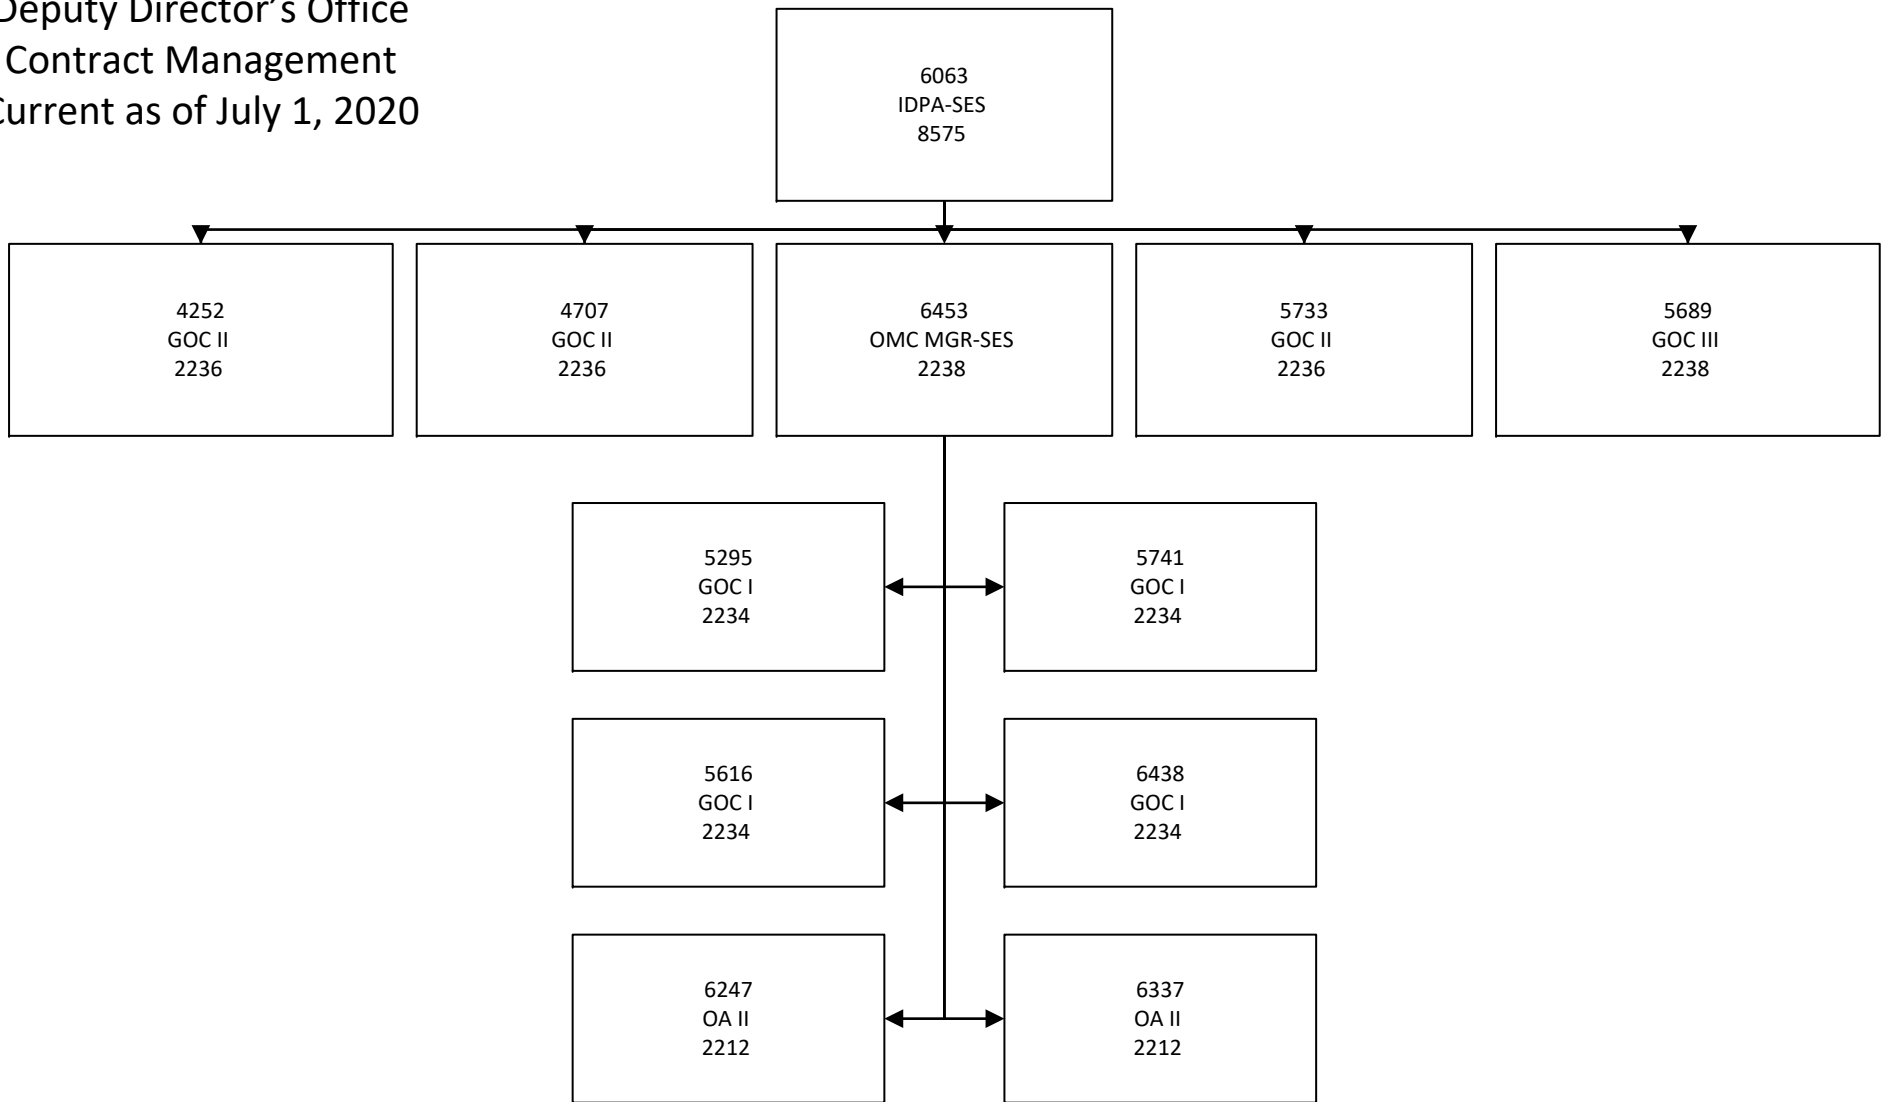 Deputy Director’s Office
Contract Management
Current as of July 1, 2020
6063
IDPA-SES
8575
4252
GOC II
2236
4707
GOC II
2236
6453
OMC MGR-SES
2238
5733
GOC II
2236
5689
GOC III
2238
5295
GOC I
2234
5741
GOC I
2234
5616
GOC I
2234
6438
GOC I
2234
6247
OA II
2212
6337
OA II
2212